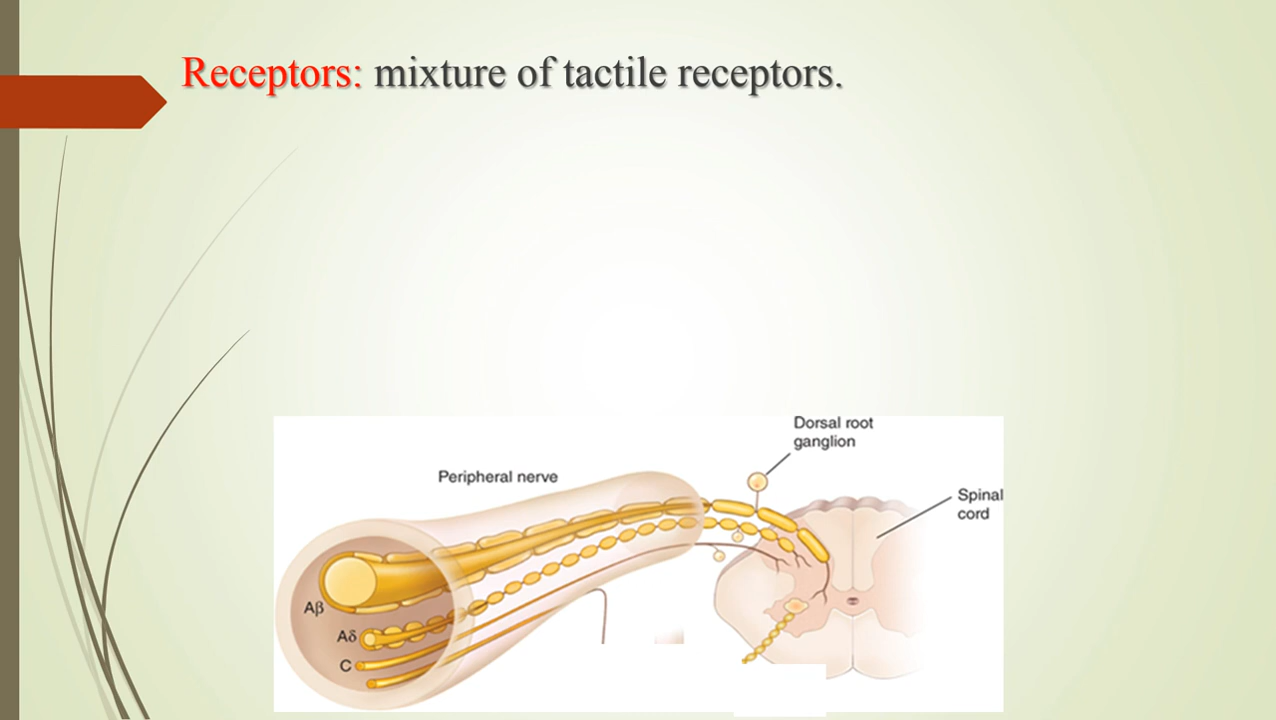 Receptors: mixture of tactile receptors.
Dorsal root
ganglion
Peripheral nerve
Spinal
cord
Aβ
Aδ
C